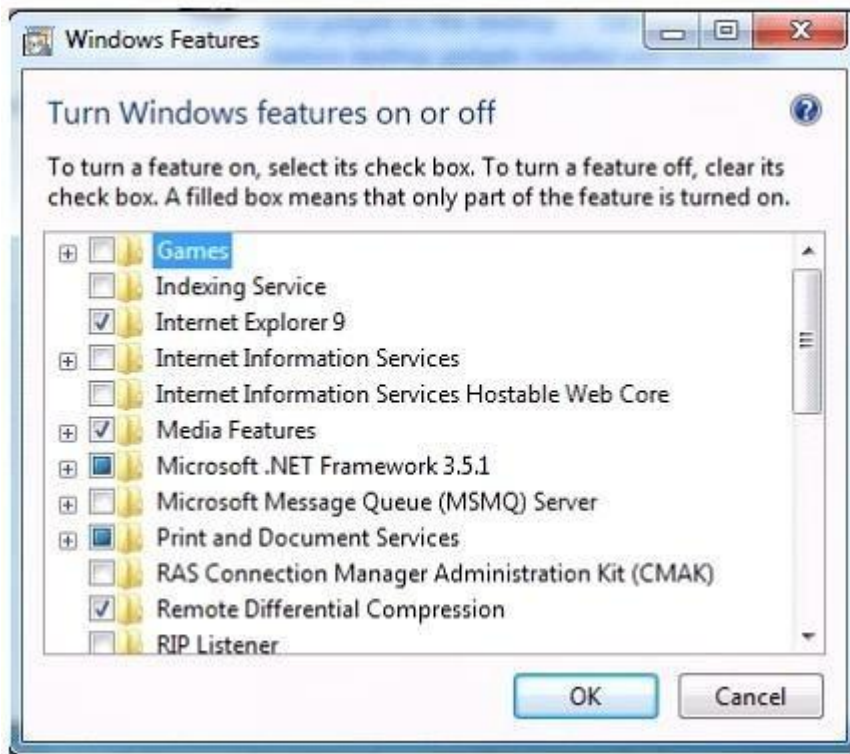 Windows Features
Turn Windows features on or off
To turn a feature on, select its check box. To turn a feature off, clear its
check box. A filled box means that only part of the feature is turned on.
Games
Indexing Service
Internet Explorer 9
Internet Information Services
Internet Information Services Hostable Web Core
Media Features
Microsoft .NET Framework 3.5.1
Microsoft Message Queue (MSMQ) Server
Print and Document Services
RAS Connection Manager Administration Kit (CMAK)
Remote Differential Compression
RIP Listener
OK Cancel